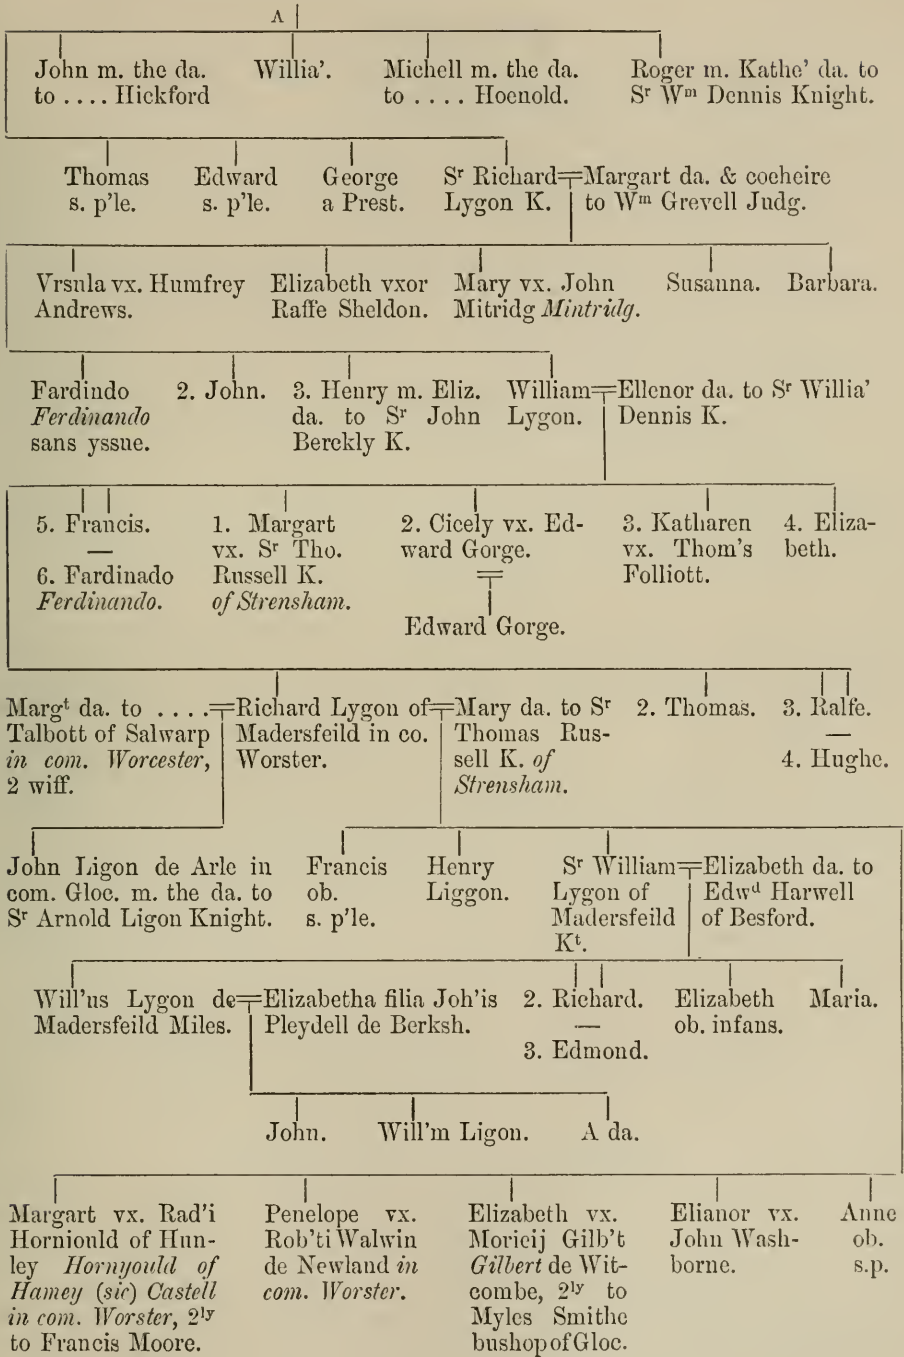 A
John m. the da.
to .... Hickford
Willia'.
Michell m. the da.
to .... Hoenold.
Roger m. Kathe' da. to
Sr Wm Dennis Knight.
Thomas
s. p'le.
Edward
s. p'le.
George
a Prest.
Sr Richard
Lygon K.
Margart da. & cocheire
to Wm Grevell Judg.
Vrsula vx. Humfrey
Andrews.
Elizabeth vxor
Raffe Sheldon.
Mary vx. John
Mitridg Mintridg.
Susanna.
Barbara.
Fardindo
Ferdinando
sans yssue.
2. John.
3. Henry m. Eliz.
da. to Sr John
Berckly K.
William
Lygon.
Ellenor da. to Sr Willia'
Dennis K.
5. Francis.
—
6. Fardinado
Ferdinando.
1. Margart
vx. Sr Tho.
Russell K.
of Strensham.
2. Cicely vx. Ed-
ward Gorge.
Edward Gorge.
3. Katharen
vx. Thom's
Folliott.
4. Eliza-
beth.
Margt da. to ....
Talbott of Salwarp
in com. Worcester,
2 wiff.
Richard Lygon of
Madersfeild in co.
Worster.
Mary da. to Sr
Thomas Rus-
sell K. of
Strensham.
2. Thomas.
3. Ralfe.
—
4. Hughe.
John Ligon de Arle in
com. Gloc. m. the da. to
Sr Arnold Ligon Knight.
Francis
ob.
s. p'le.
Henry
Liggon.
Sr William
Lygon of
Madersfeild
Kt.
Elizabeth da. to
Edwd Harwell
of Besford.
Will'us Lygon de
Madersfeild Miles.
Elizabetha filia Joh'is
Pleydell de Berksh.
2. Richard.
—
3. Edmond.
Elizabeth
ob. infans.
Maria.
John.
Will'm Ligon.
A da.
Margart vx. Rad'i
Horniould of Hun-
ley Hornyould of
Hamey (sic) Castell
in com. Worster, 2ly
to Francis Moore.
Penelope vx.
Rob'ti Walwin
de Newland in
com. Worster.
Elizabeth vx.
Moricij Gilb't
Gilbert de Wit-
combe, 2ly to
Myles Smithe
bushop of Gloc.
Elianor vx.
John Wash-
borne.
Anne
ob.
s.p.